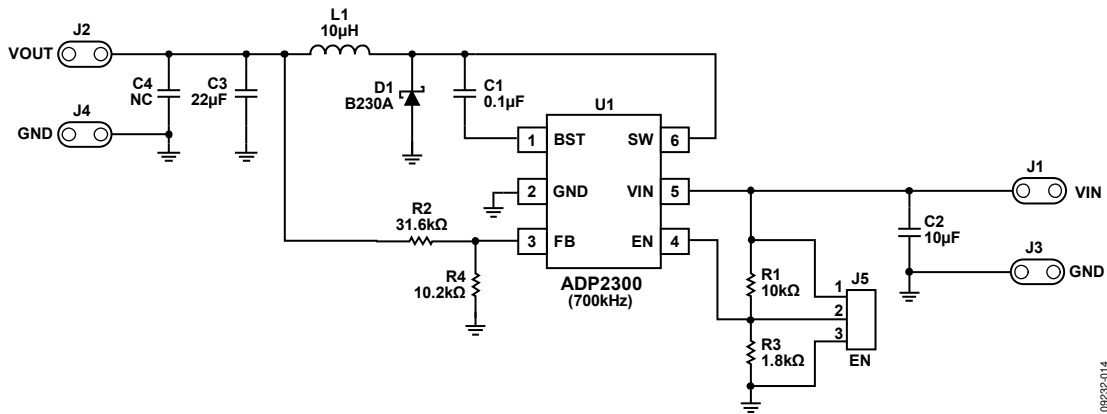 J2
VOUT
L1
10µH
C4
NC
C3
22µF
D1
B230A
C1
0.1µF
J4
GND
U1
1 BST SW 6
2 GND VIN 5
3 FB EN 4
ADP2300
(700kHz)
R2
31.6kΩ
R4
10.2kΩ
J1
VIN
C2
10µF
J3
GND
R1
10kΩ
J5
1
2
3
EN
R3
1.8kΩ
09232-014